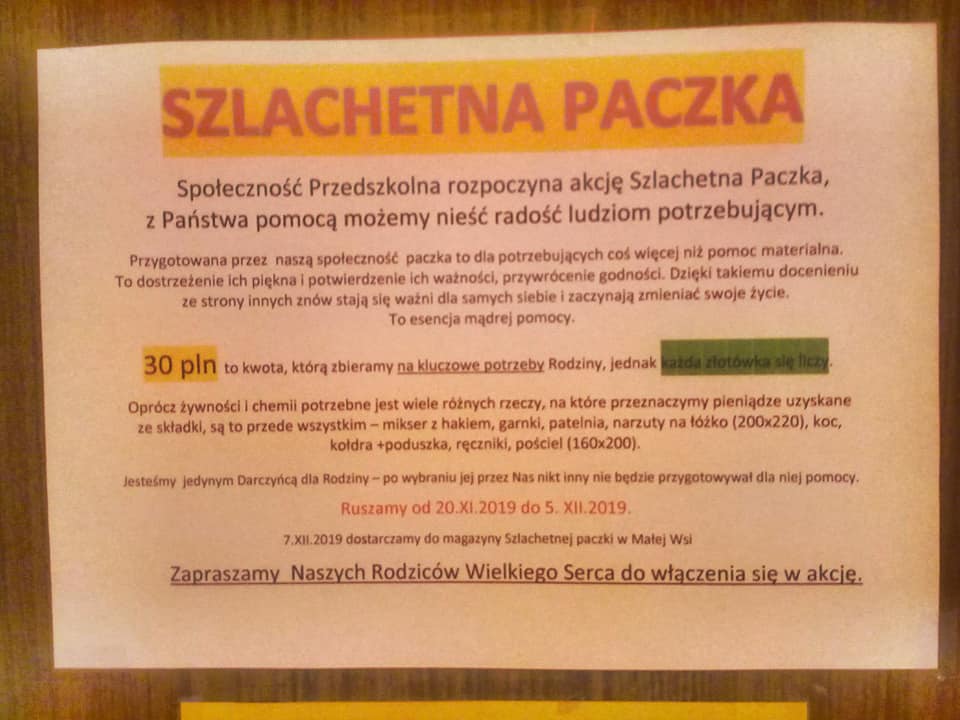 SZLACHETNA PACZKA
Społeczność Przedszkolna rozpoczyna akcję Szlachetna Paczka,
z Państwa pomocą możemy nieść radość ludziom potrzebującym.
Przygotowana przez naszą społeczność paczka to dla potrzebujących coś więcej niż pomoc materialna.
To dostrzeżenie ich piękna i potwierdzenie ich ważności, przywrócenie godności. Dzięki takiemu docenieniu
ze strony innych znów stają się ważni dla samych siebie i zaczynają zmieniać swoje życie.
To esencja mądrej pomocy.
30 pln to kwota, którą zbieramy na kluczowe potrzeby Rodziny, jednak każda złotówka się liczy.
Oprócz żywności i chemii potrzebne jest wiele różnych rzeczy, na które przeznaczymy pieniądze uzyskane
ze składki, są to przede wszystkim – mikser z hakiem, garnki, patelnia, narzuty na łóżko (200x220), koc,
kołdra +poduszka, ręczniki, pościel (160x200).
Jesteśmy jedynym Darczyńcą dla Rodziny – po wybraniu jej przez Nas nikt inny nie będzie przygotowywał dla niej pomocy.
Ruszamy od 20.XI.2019 do 5. XII.2019.
7.XII.2019 dostarczamy do magazyny Szlachetnej paczki w Małej Wsi
Zapraszamy Naszych Rodziców Wielkiego Serca do włączenia się w akcję.